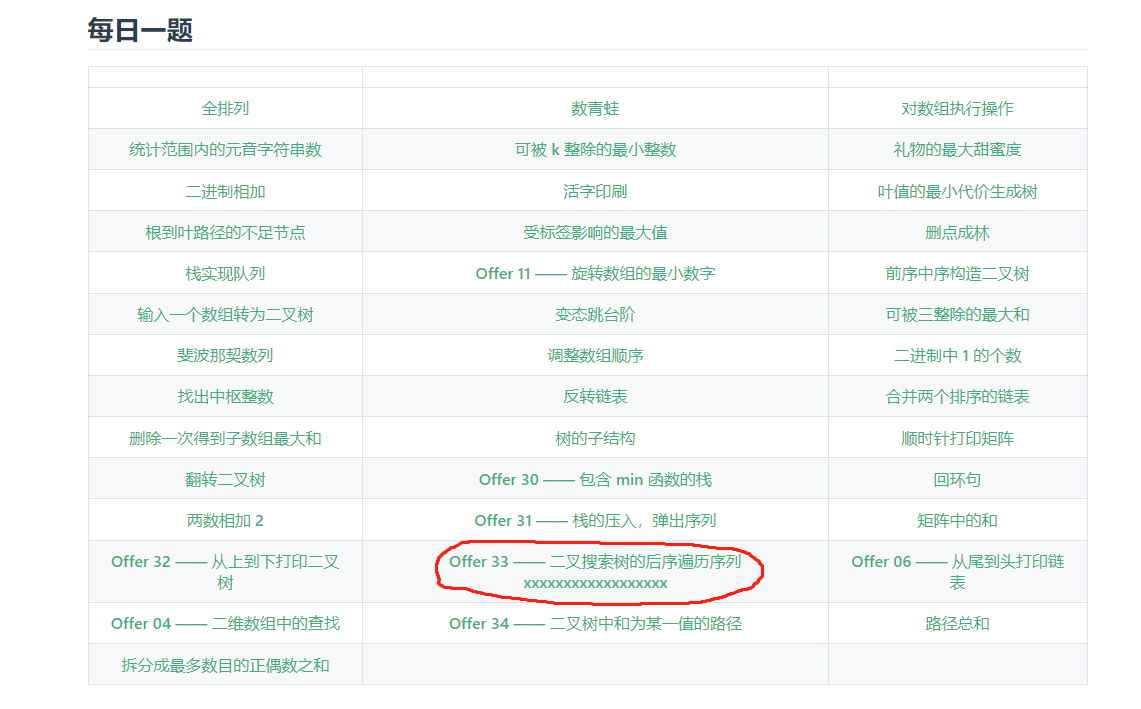 每日一题
全排列
数青蛙
对数组执行操作
统计范围内的元音字符串数
可被 k 整除的最小整数
礼物的最大甜蜜度
二进制相加
活字印刷
叶值的最小代价生成树
根到叶路径的不足节点
受标签影响的最大值
删点成林
栈实现队列
Offer 11 —— 旋转数组的最小数字
前序中序构造二叉树
输入一个数组转为二叉树
变态跳台阶
可被三整除的最大和
斐波那契数列
调整数组顺序
二进制中 1 的个数
找出中枢整数
反转链表
合并两个排序的链表
删除一次得到子数组最大和
树的子结构
顺时针打印矩阵
翻转二叉树
Offer 30 —— 包含 min 函数的栈
回环句
两数相加 2
Offer 31 —— 栈的压入，弹出序列
矩阵中的和
Offer 32 —— 从上到下打印二叉
树
Offer 33 —— 二叉搜索树的后序遍历序列
xxxxxxxxxxxxxxxxxx
Offer 06 —— 从尾到头打印链
表
Offer 04 —— 二维数组中的查找
Offer 34 —— 二叉树中和为某一值的路径
路径总和
拆分成最多数目的正偶数之和